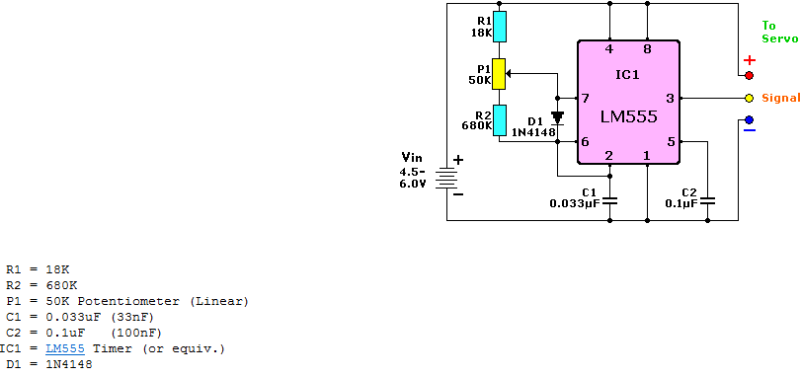 R1
18K
P1
50K
R2
680K
D1
1N4148
4 8
IC1
7
3
LM555
6
5
2 1
To
Servo
+
Signal
−
Vin
4.5-
6.0V
+
−
C1
0.033µF
C2
0.1µF
R1 = 18K
R2 = 680K
P1 = 50K Potentiometer (Linear)
C1 = 0.033uF (33nF)
C2 = 0.1uF (100nF)
IC1 = LM555 Timer (or equiv.)
D1 = 1N4148